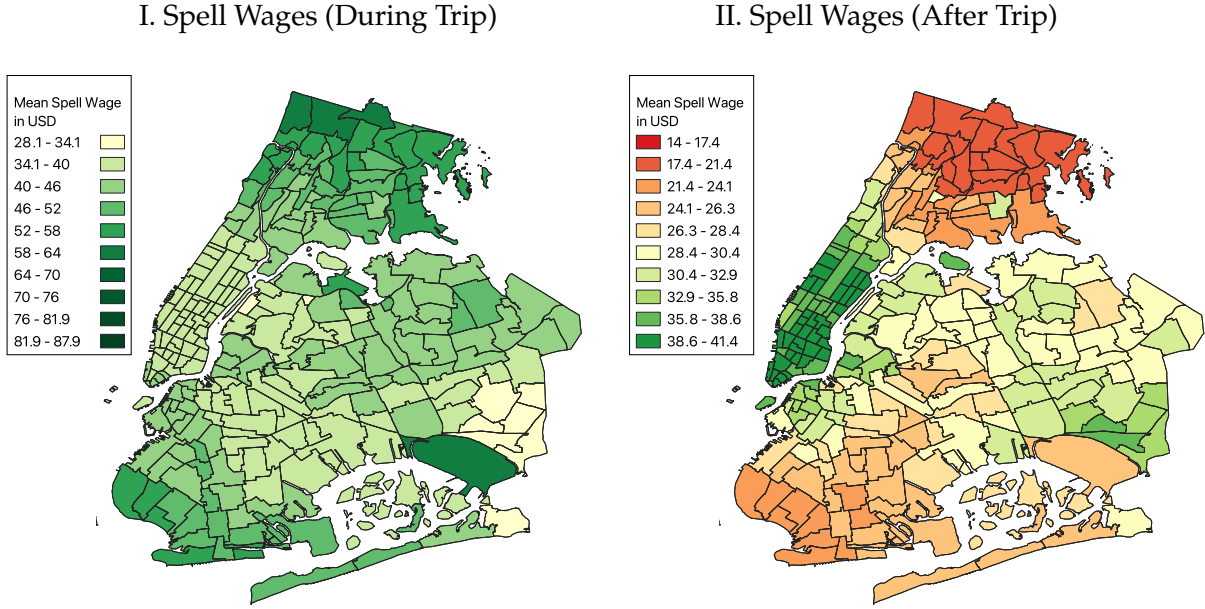 I. Spell Wages (During Trip)
II. Spell Wages (After Trip)
Mean Spell Wage
in USD
28.1 - 34.1
34.1 - 40
40 - 46
46 - 52
52 - 58
58 - 64
64 - 70
70 - 76
76 - 81.9
81.9 - 87.9
Mean Spell Wage
in USD
14 - 17.4
17.4 - 21.4
21.4 - 24.1
24.1 - 26.3
26.3 - 28.4
28.4 - 30.4
30.4 - 32.9
32.9 - 35.8
35.8 - 38.6
38.6 - 41.4